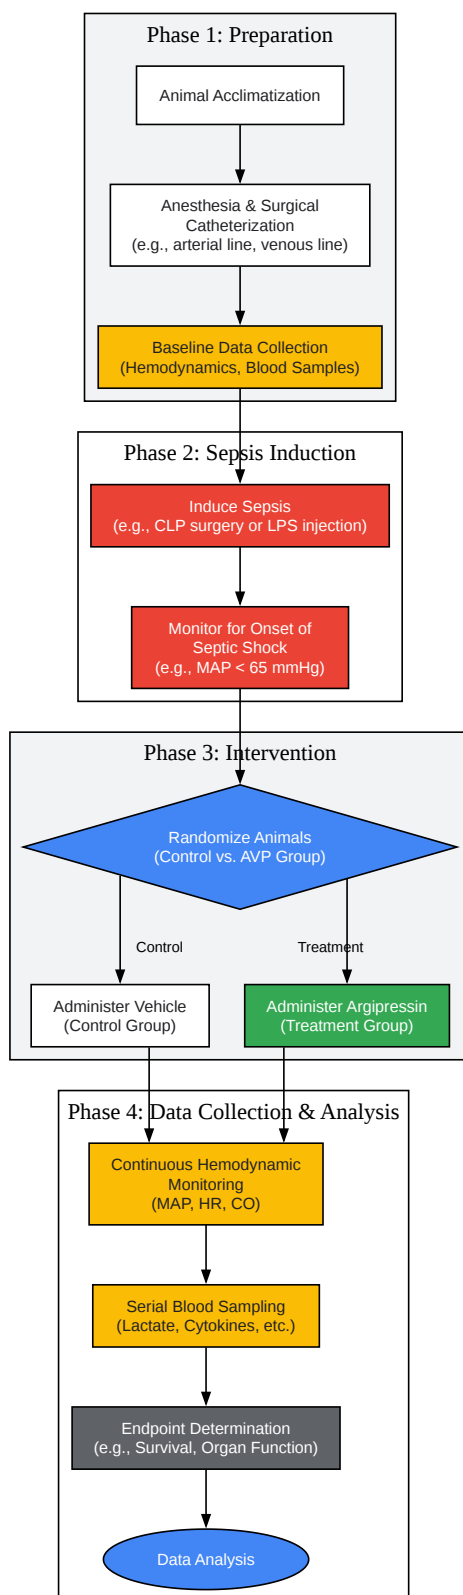 Phase 1: Preparation
Animal Acclimatization
Anesthesia & Surgical
Catheterization
(e.g., arterial line, venous line)
Baseline Data Collection
(Hemodynamics, Blood Samples)
Phase 2: Sepsis Induction
Induce Sepsis
(e.g., CLP surgery or LPS injection)
Monitor for Onset of
Septic Shock
(e.g., MAP < 65 mmHg)
Phase 3: Intervention
Randomize Animals
(Control vs. AVP Group)
Control
Treatment
Administer Vehicle
(Control Group)
Administer Argipressin
(Treatment Group)
Phase 4: Data Collection & Analysis
Continuous Hemodynamic
Monitoring
(MAP, HR, CO)
Serial Blood Sampling
(Lactate, Cytokines, etc.)
Endpoint Determination
(e.g., Survival, Organ Function)
Data Analysis